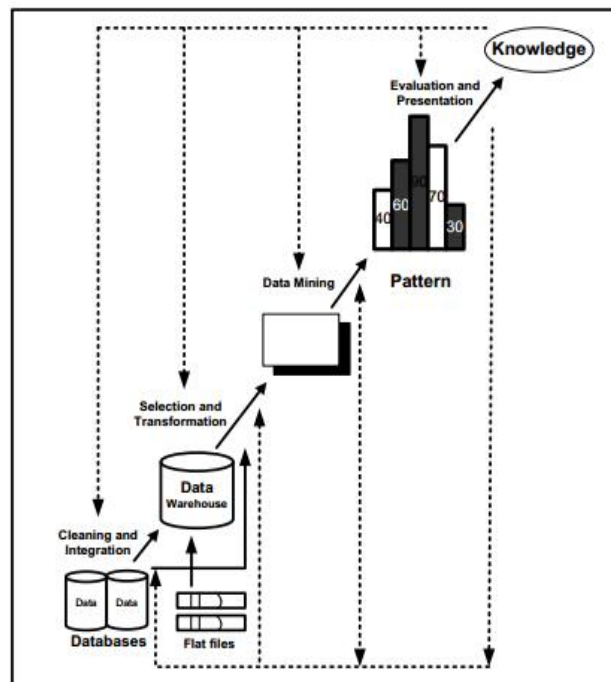 Knowledge
Evaluation and
Presentation
40
60
90
70
30
Pattern
Data Mining
Selection and
Transformation
Data
Warehouse
Cleaning and
Integration
Data
Data
Databases
Flat files